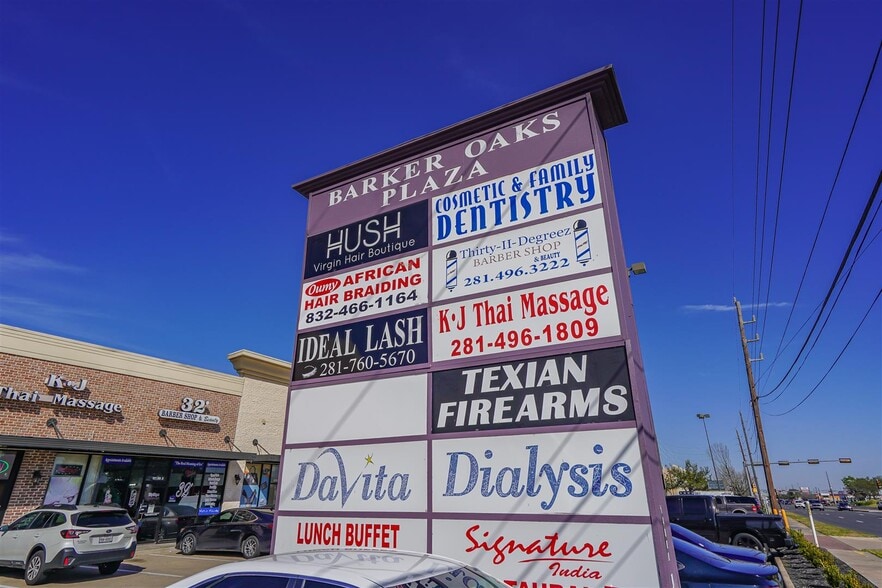 BARKER OAKS
PLAZA
HUSH
Virgin Hair Boutique
COSMETIC & FAMILY
DENTISTRY
Oumy AFRICAN
HAIR BRAIDING
832-466-1164
Thirty-II-Degreez
BARBER SHOP
& BEAUTY
281.496.3222
IDEAL LASH
281-760-5670
K•J Thai Massage
281-496-1809
TEXIAN
FIREARMS
DaVita Dialysis
LUNCH BUFFET
Signature
India
K•J
Thai Massage
32°
BARBER SHOP & Beauty